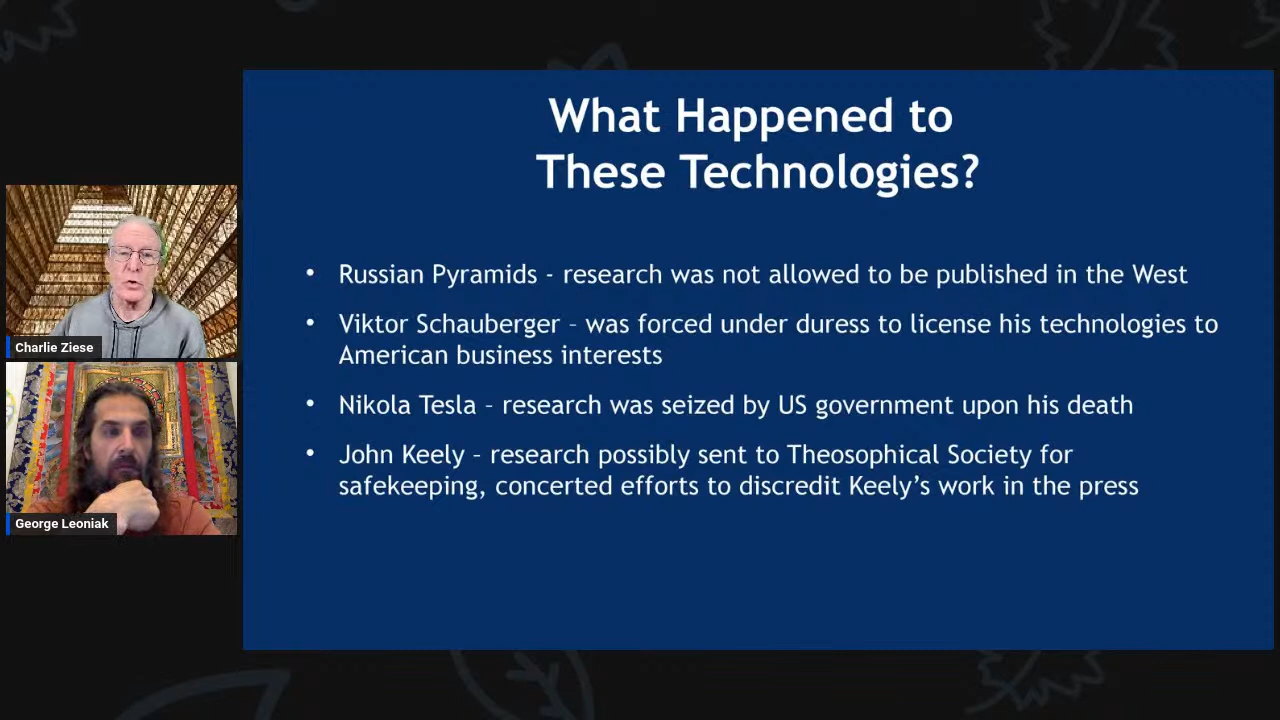 What Happened to
These Technologies?
• Russian Pyramids - research was not allowed to be published in the West
• Viktor Schauberger – was forced under duress to license his technologies to
American business interests
• Nikola Tesla – research was seized by US government upon his death
• John Keely – research possibly sent to Theosophical Society for
safekeeping, concerted efforts to discredit Keely’s work in the press
Charlie Ziese
George Leoniak